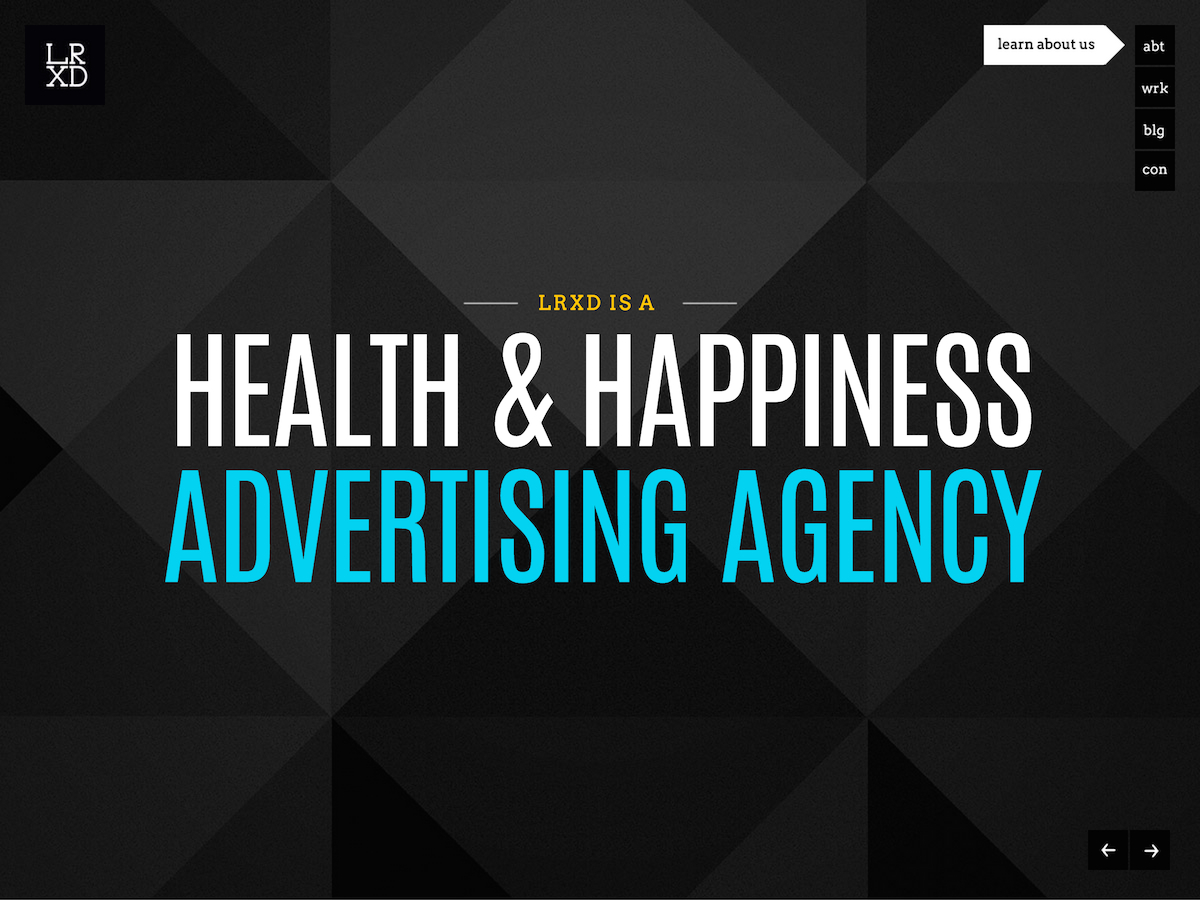 LR
XD
learn about us
abt
wrk
blg
con
LRXD IS A
HEALTH & HAPPINESS
ADVERTISING AGENCY